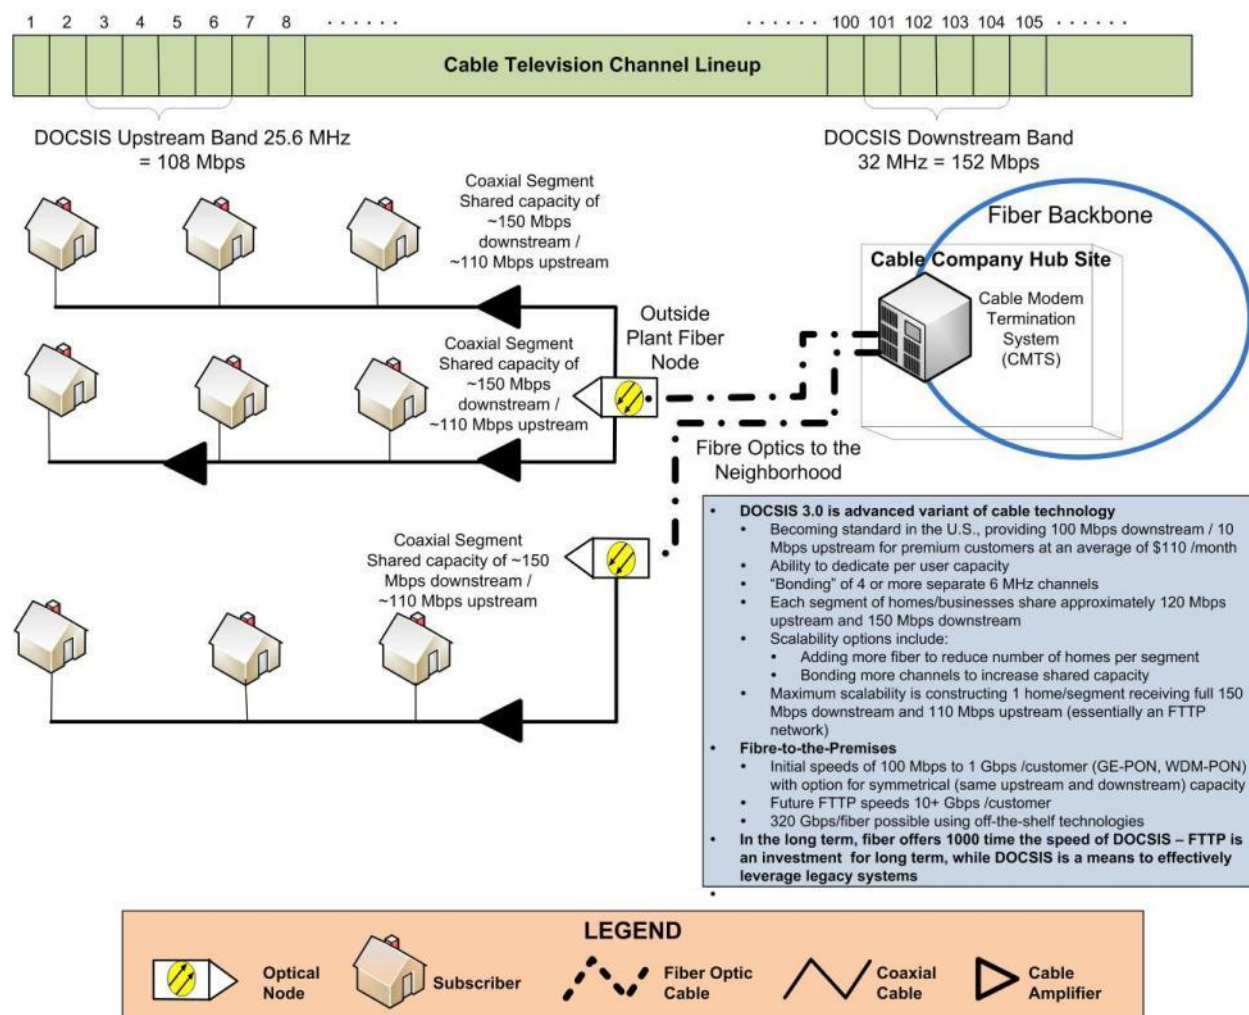 1 2 3 4 5 6 7 8 . . . . . . . . . . . . 100 101 102 103 104 105 . . . . . .
Cable Television Channel Lineup
DOCSIS Upstream Band 25.6 MHz
= 108 Mbps
DOCSIS Downstream Band
32 MHz = 152 Mbps
Coaxial Segment
Shared capacity of
~150 Mbps
downstream /
~110 Mbps upstream
Fiber Backbone
Cable Company Hub Site
Cable Modem
Termination
System
(CMTS)
Outside
Plant Fiber
Node
Coaxial Segment
Shared capacity of
~150 Mbps
downstream /
~110 Mbps upstream
Fibre Optics to the
Neighborhood
Coaxial Segment
Shared capacity of ~150
Mbps downstream /
~110 Mbps upstream
• DOCSIS 3.0 is advanced variant of cable technology
• Becoming standard in the U.S., providing 100 Mbps downstream / 10
Mbps upstream for premium customers at an average of $110 /month
• Ability to dedicate per user capacity
• “Bonding” of 4 or more separate 6 MHz channels
• Each segment of homes/businesses share approximately 120 Mbps
upstream and 150 Mbps downstream
• Scalability options include:
• Adding more fiber to reduce number of homes per segment
• Bonding more channels to increase shared capacity
• Maximum scalability is constructing 1 home/segment receiving full 150
Mbps downstream and 110 Mbps upstream (essentially an FTTP
network)
• Fibre-to-the-Premises
• Initial speeds of 100 Mbps to 1 Gbps /customer (GE-PON, WDM-PON)
with option for symmetrical (same upstream and downstream) capacity
• Future FTTP speeds 10+ Gbps /customer
• 320 Gbps/fiber possible using off-the-shelf technologies
• In the long term, fiber offers 1000 time the speed of DOCSIS – FTTP is
an investment for long term, while DOCSIS is a means to effectively
leverage legacy systems
•
LEGEND
Optical
Node
Subscriber
Fiber Optic
Cable
Coaxial
Cable
Cable
Amplifier